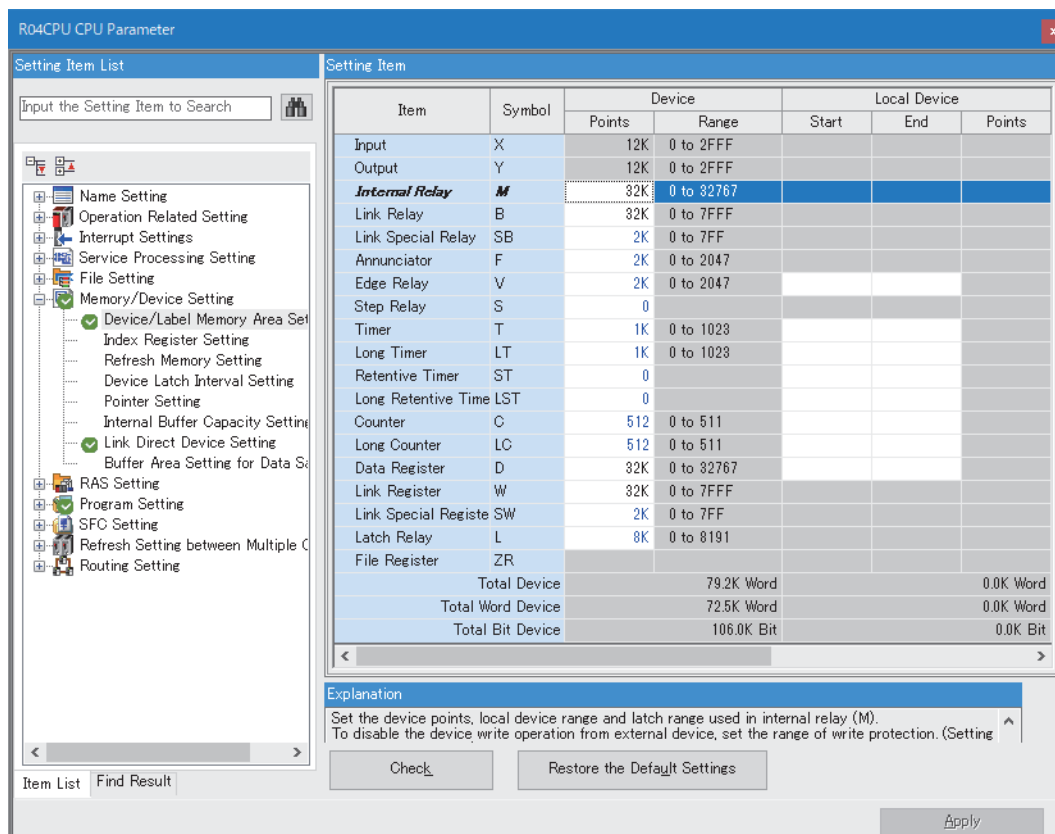 R04CPU CPU Parameter
Setting Item List
Input the Setting Item to Search
Name Setting
Operation Related Setting
Interrupt Settings
Service Processing Setting
File Setting
Memory/Device Setting
Device/Label Memory Area Set
Index Register Setting
Refresh Memory Setting
Device Latch Interval Setting
Pointer Setting
Internal Buffer Capacity Setting
Link Direct Device Setting
Buffer Area Setting for Data Sa
RAS Setting
Program Setting
SFC Setting
Refresh Setting between Multiple C
Routing Setting
Item List Find Result
Setting Item
Item Symbol Device Local Device
Points Range Start End Points
Input X 12K 0 to 2FFF
Output Y 12K 0 to 2FFF
Internal Relay M 32K 0 to 32767
Link Relay B 32K 0 to 7FFF
Link Special Relay SB 2K 0 to 7FF
Annunciator F 2K 0 to 2047
Edge Relay V 2K 0 to 2047
Step Relay S 0
Timer T 1K 0 to 1023
Long Timer LT 1K 0 to 1023
Retentive Timer ST 0
Long Retentive Time LST 0
Counter C 512 0 to 511
Long Counter LC 512 0 to 511
Data Register D 32K 0 to 32767
Link Register W 32K 0 to 7FFF
Link Special Registe SW 2K 0 to 7FF
Latch Relay L 8K 0 to 8191
File Register ZR
Total Device 79.2K Word 0.0K Word
Total Word Device 72.5K Word 0.0K Word
Total Bit Device 106.0K Bit 0.0K Bit
Explanation
Set the device points, local device range and latch range used in internal relay (M).
To disable the device write operation from external device, set the range of write protection. (Setting
Check Restore the Default Settings
Apply